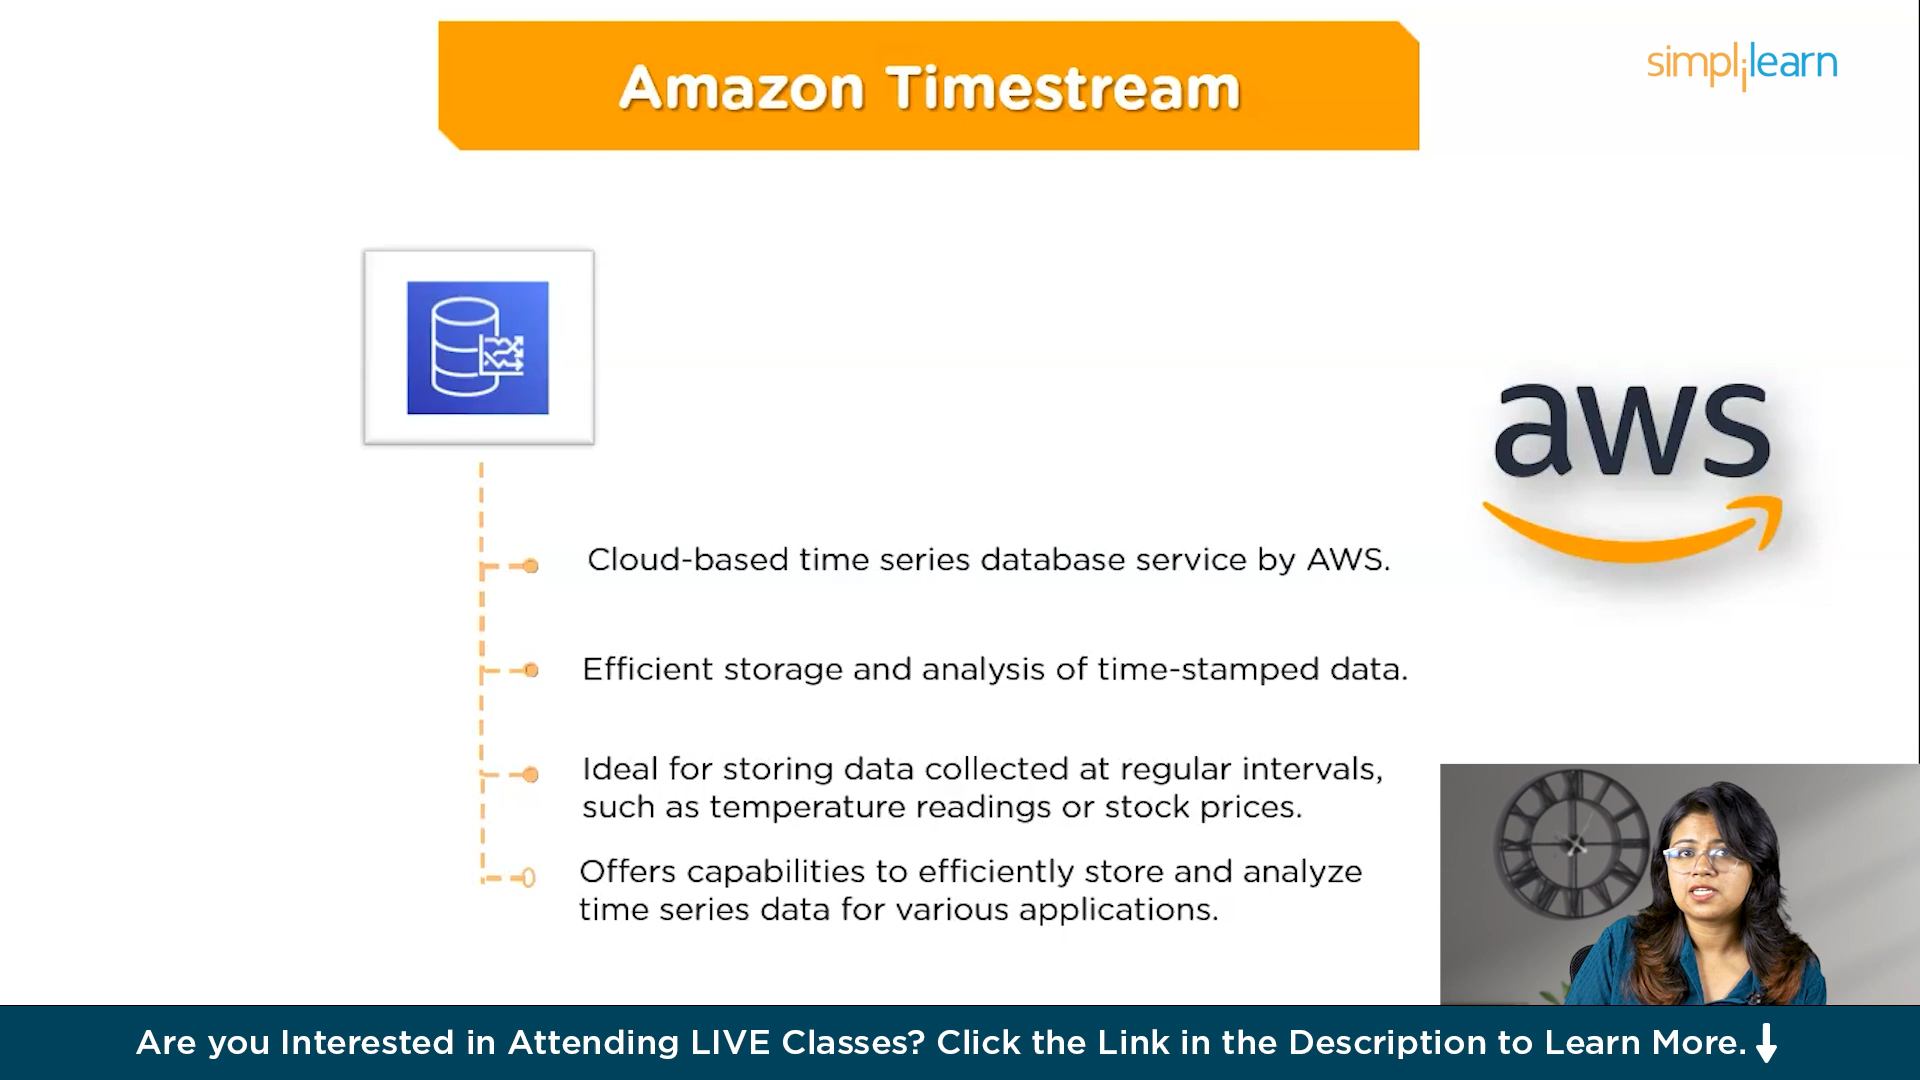 Amazon Timestream
simplilearn
aws
Cloud-based time series database service by AWS.
Efficient storage and analysis of time-stamped data.
Ideal for storing data collected at regular intervals,
such as temperature readings or stock prices.
Offers capabilities to efficiently store and analyze
time series data for various applications.
Are you Interested in Attending LIVE Classes? Click the Link in the Description to Learn More.